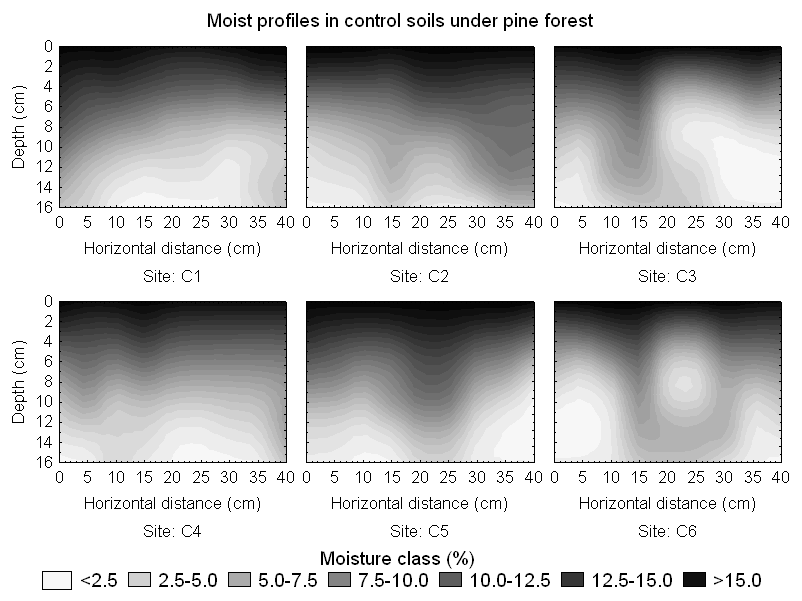 Moist profiles in control soils under pine forest
0
2
4
6
8
10
12
14
16
Depth (cm)
0 5 10 15 20 25 30 35 40
0 5 10 15 20 25 30 35 40
0 5 10 15 20 25 30 35 40
Horizontal distance (cm) Horizontal distance (cm) Horizontal distance (cm)
Site: C1 Site: C2 Site: C3
0
2
4
6
8
10
12
14
16
Depth (cm)
0 5 10 15 20 25 30 35 40
0 5 10 15 20 25 30 35 40
0 5 10 15 20 25 30 35 40
Horizontal distance (cm) Horizontal distance (cm) Horizontal distance (cm)
Site: C4 Site: C5 Site: C6
Moisture class (%)
<2.5 2.5-5.0 5.0-7.5 7.5-10.0 10.0-12.5 12.5-15.0 >15.0